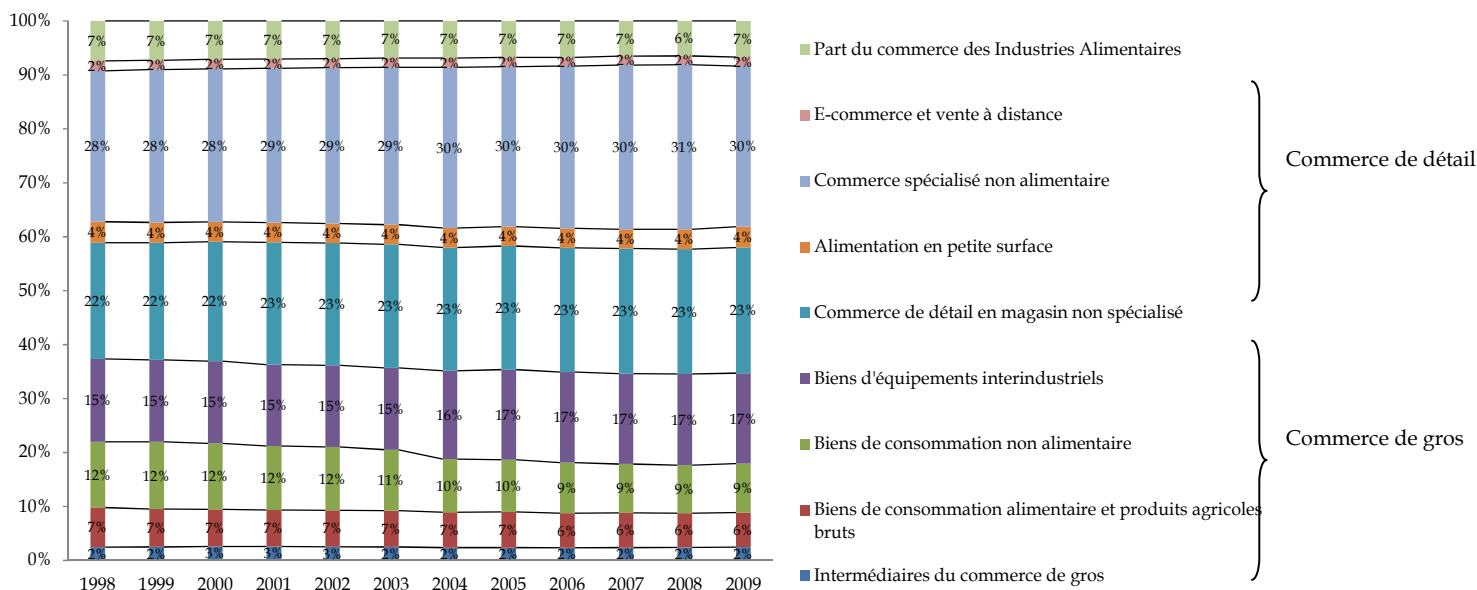 100%
90%
80%
70%
60%
50%
40%
30%
20%
10%
0%
7% 7% 7% 7% 7% 7% 7% 7% 7% 7% 6% 7%
2% 2% 2% 2% 2% 2% 2% 2% 2% 2% 2% 2%
28% 28% 28% 29% 29% 29% 30% 30% 30% 30% 31% 30%
4% 4% 4% 4% 4% 4% 4% 4% 4% 4% 4% 4%
22% 22% 22% 23% 23% 23% 23% 23% 23% 23% 23% 23%
15% 15% 15% 15% 15% 15% 16% 17% 17% 17% 17% 17%
12% 12% 12% 12% 12% 11% 10% 10% 9% 9% 9% 9%
7% 7% 7% 7% 7% 7% 7% 7% 6% 6% 6% 6%
2% 2% 3% 3% 3% 2% 2% 2% 2% 2% 2% 2%
1998 1999 2000 2001 2002 2003 2004 2005 2006 2007 2008 2009
Part du commerce des Industries Alimentaires
E-commerce et vente à distance
Commerce spécialisé non alimentaire
Alimentation en petite surface
Commerce de détail en magasin non spécialisé
Biens d'équipements interindustriels
Biens de consommation non alimentaire
Biens de consommation alimentaire et produits agricoles
bruts
Intermédiaires du commerce de gros
Commerce de détail
Commerce de gros